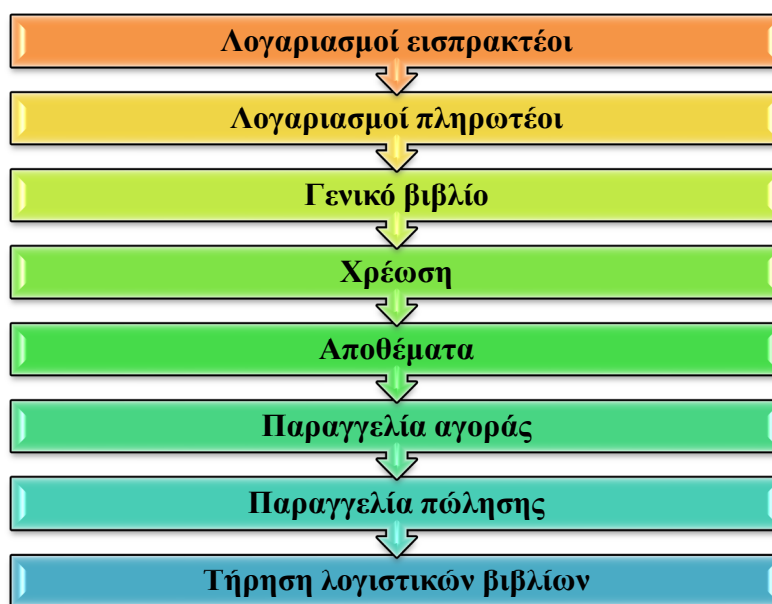 Λογαριασμοί εισπρακτέοι
Λογαριασμοί πληρωτέοι
Γενικό βιβλίο
Χρέωση
Αποθέματα
Παραγγελία αγοράς
Παραγγελία πώλησης
Τήρηση λογιστικών βιβλίων